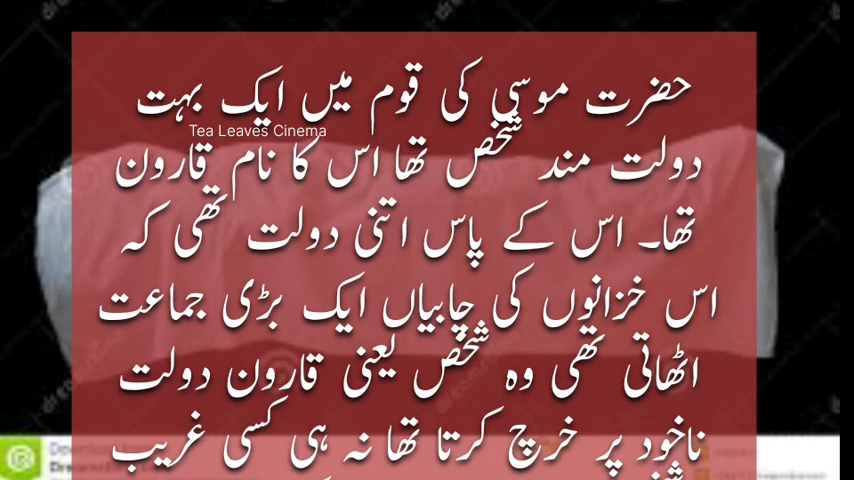 حضرت موسی کی قوم میں ایک بہت
Tea Leaves Cinema
دولت مند شخص تھا اس کا نام قارون
تھا۔ اس کے پاس اتنی دولت تھی کہ
اس خزانوں کی چابیاں ایک بڑی جماعت
اٹھاتی تھی وہ شخص یعنی قارون دولت
ناخود پر خرچ کرتا تھا نہ ہی کسی غریب